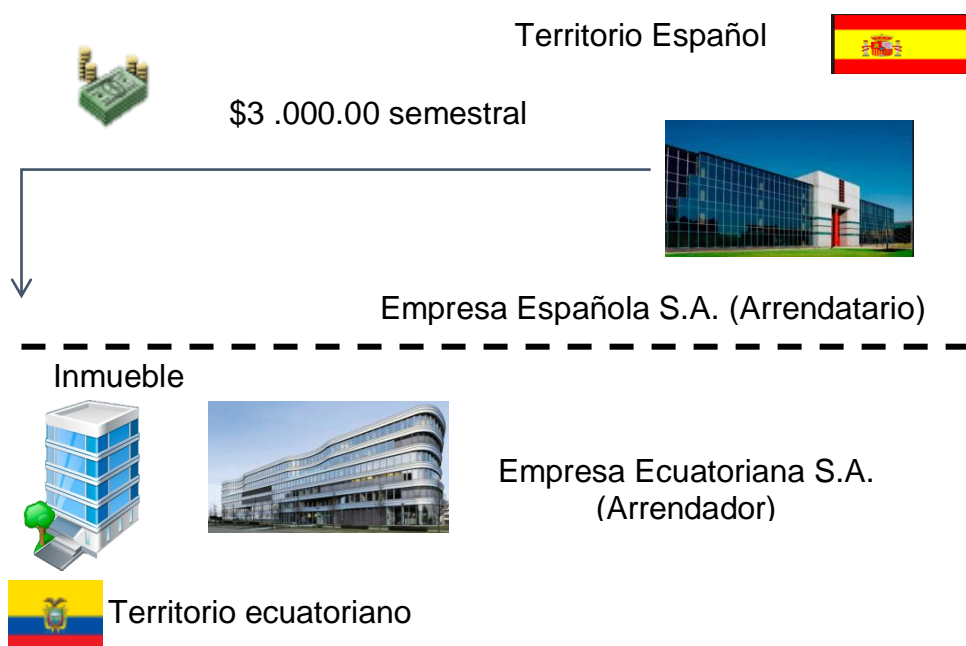 Territorio Español
$3 .000.00 semestral
Empresa Española S.A. (Arrendatario)
Inmueble
Empresa Ecuatoriana S.A.
(Arrendador)
Territorio ecuatoriano